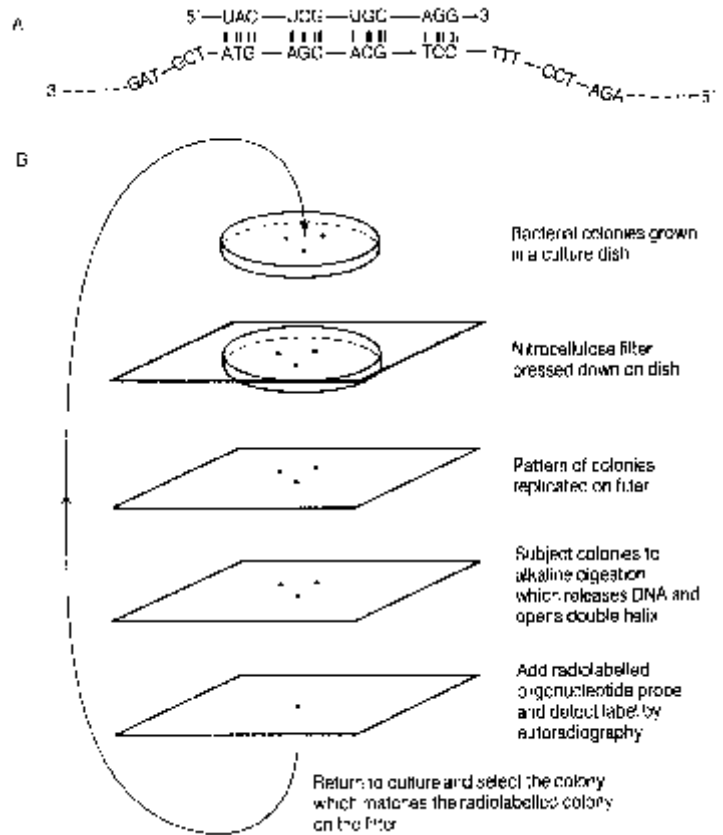 A
5' UAC UCG UGC AGG 3
3 GAT GCT ATG AGC ACG TCC TTT CCT AGA 5'
B
Bacterial colonies grown
in a culture dish
Nitrocellulose filter
pressed down on dish
Pattern of colonies
replicated on filter
Subject colonies to
alkaline digestion
which releases DNA and
opens double helix
Add radiolabelled
oligonucleotide probe
and detect label by
autoradiography
Return to culture and select the colony
which matches the radiolabelled colony
on the filter